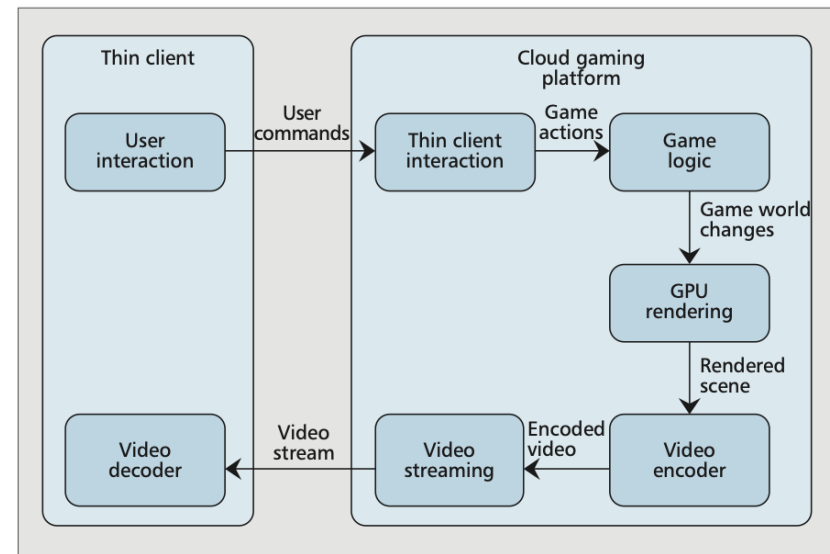 Thin client
Cloud gaming
platform
User
interaction
User
commands
Thin client
interaction
Game
actions
Game
logic
Game world
changes
GPU
rendering
Rendered
scene
Video
decoder
Video
stream
Video
streaming
Encoded
video
Video
encoder